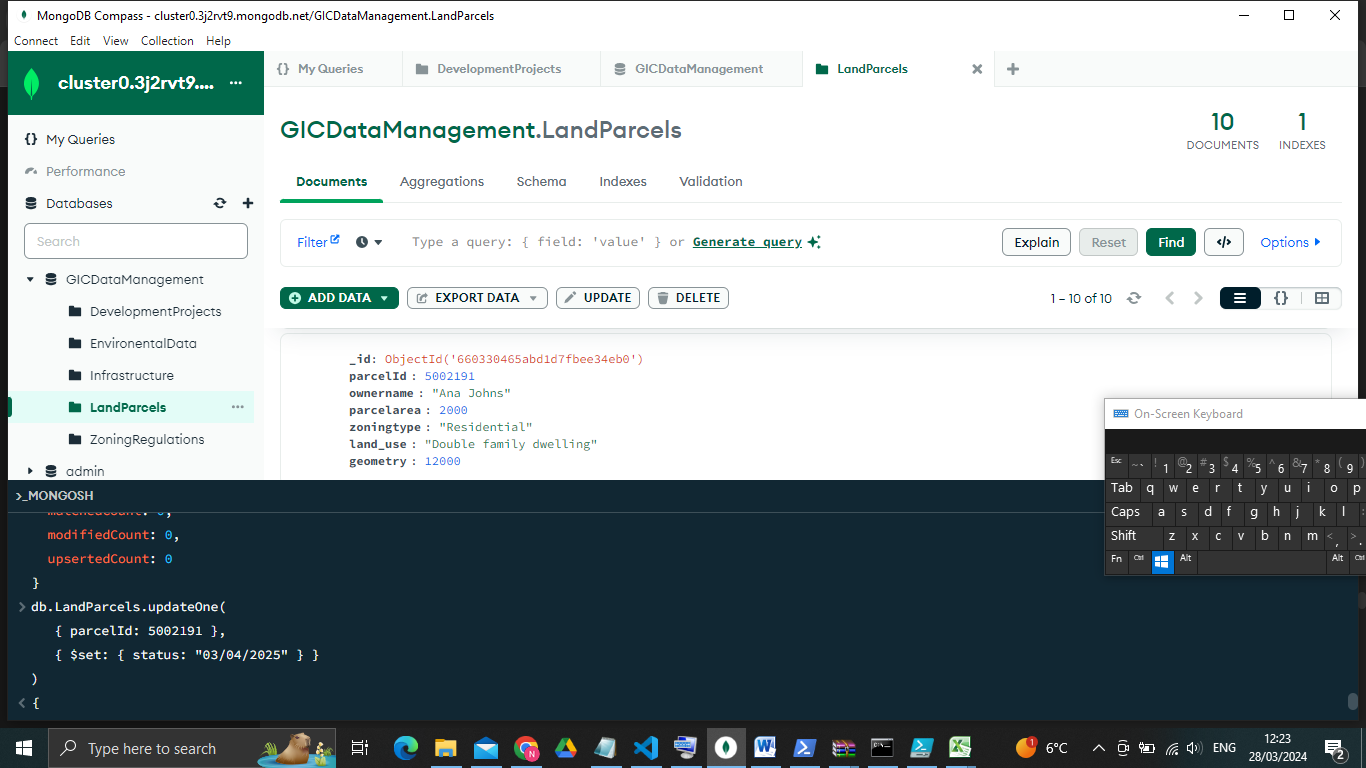 MongoDB Compass - cluster0.3j2rvt9.mongodb.net/GICDataManagement.LandParcels
Connect Edit View Collection Help
cluster0.3j2rvt9.... ...
My Queries
Performance
Databases
Search
GICDataManagement
DevelopmentProjects
EnvironentalData
Infrastructure
LandParcels ...
ZoningRegulations
admin
{} My Queries DevelopmentProjects GICDataManagement LandParcels
GICDataManagement.LandParcels
10 DOCUMENTS
1 INDEXES
Documents Aggregations Schema Indexes Validation
Filter Type a query: { field: 'value' } or Generate query Explain Reset Find </> Options
ADD DATA EXPORT DATA UPDATE DELETE 1 – 10 of 10 {}
_id: ObjectId('660330465abd1d7fbee34eb0')
parcelId : 5002191
ownername : "Ana Johns"
parcelarea : 2000
zoningtype : "Residential"
land_use : "Double family dwelling"
geometry : 12000
>_MONGOSH
modifiedCount: 0,
upsertedCount: 0
}
> db.LandParcels.updateOne(
{ parcelId: 5002191 },
{ $set: { status: "03/04/2025" } }
)
< {
On-Screen Keyboard
Esc ~ ` ! 1 @ 2 # 3 $ 4 % 5 ^ 6 & 7 * 8 ( 9 )
Tab q w e r t y u i o p
Caps a s d f g h j k l
Shift z x c v b n m < , > .
Fn Ctrl Alt Alt Ctrl
Type here to search
6°C ENG 12:23
28/03/2024
2